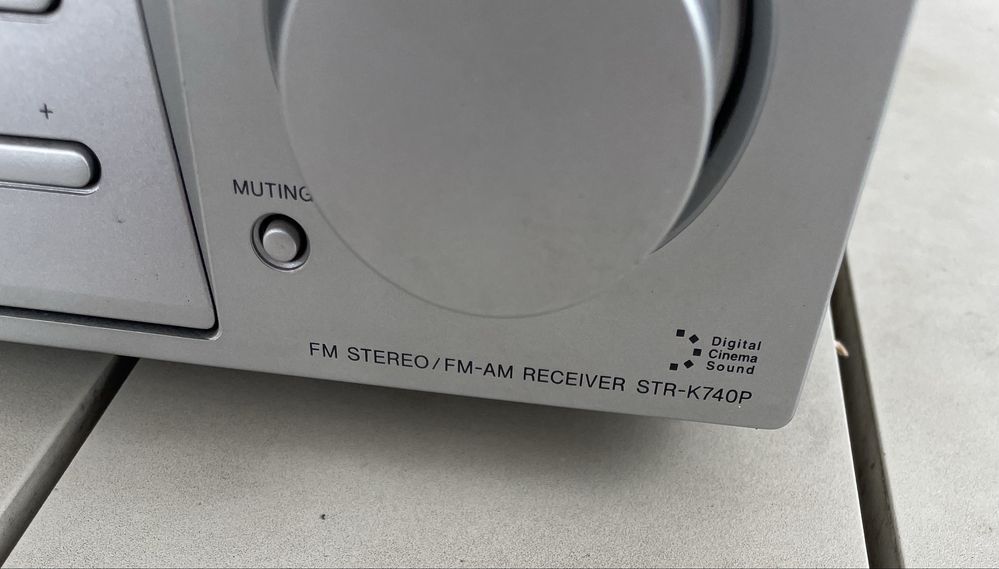 +
MUTING
Digital
Cinema
Sound
FM STEREO/FM-AM RECEIVER STR-K740P